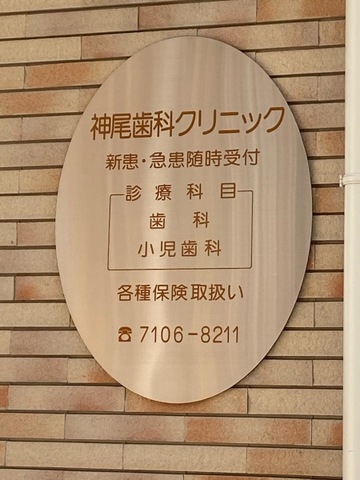 神尾歯科クリニック
新患・急患随時受付
診療科目
歯科
小児歯科
各種保険取扱い
☎7106-8211